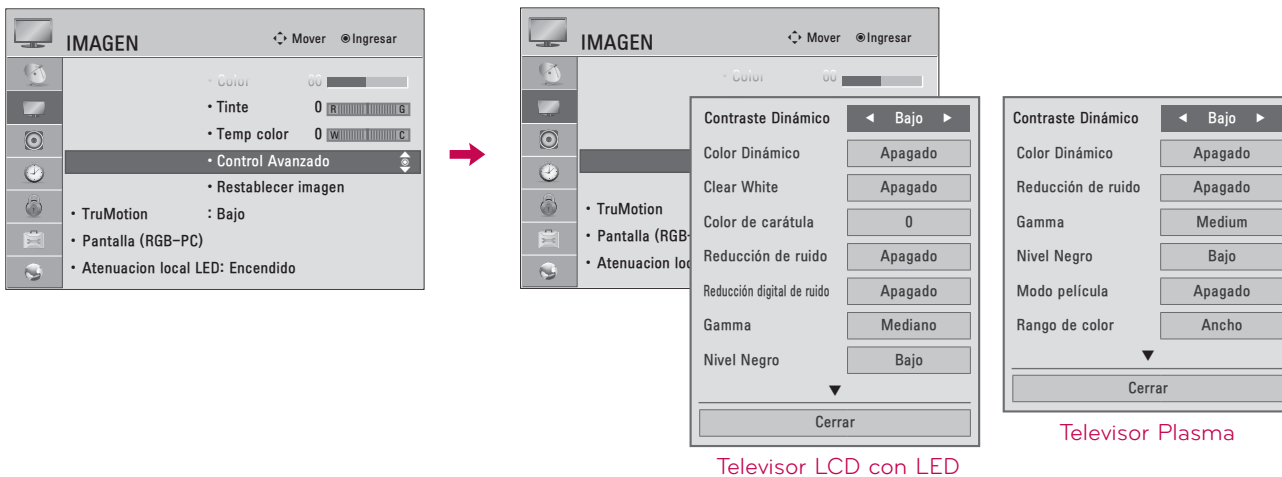 IMAGEN Mover Ingresar
• Color 60
• Tinte 0 R G
• Temp color 0 W C
• Control Avanzado
• Restablecer imagen
• TruMotion : Bajo
• Pantalla (RGB-PC)
• Atenuacion local LED: Encendido
IMAGEN Mover Ingresar
• Color 60
• TruMotion
• Pantalla (RGB-
• Atenuacion loc
Contraste Dinámico ◄ Bajo ►
Color Dinámico Apagado
Clear White Apagado
Color de carátula 0
Reducción de ruido Apagado
Reducción digital de ruido Apagado
Gamma Mediano
Nivel Negro Bajo
▼
Cerrar
Televisor LCD con LED
Contraste Dinámico ◄ Bajo ►
Color Dinámico Apagado
Reducción de ruido Apagado
Gamma Medium
Nivel Negro Bajo
Modo película Apagado
Rango de color Ancho
▼
Cerrar
Televisor Plasma